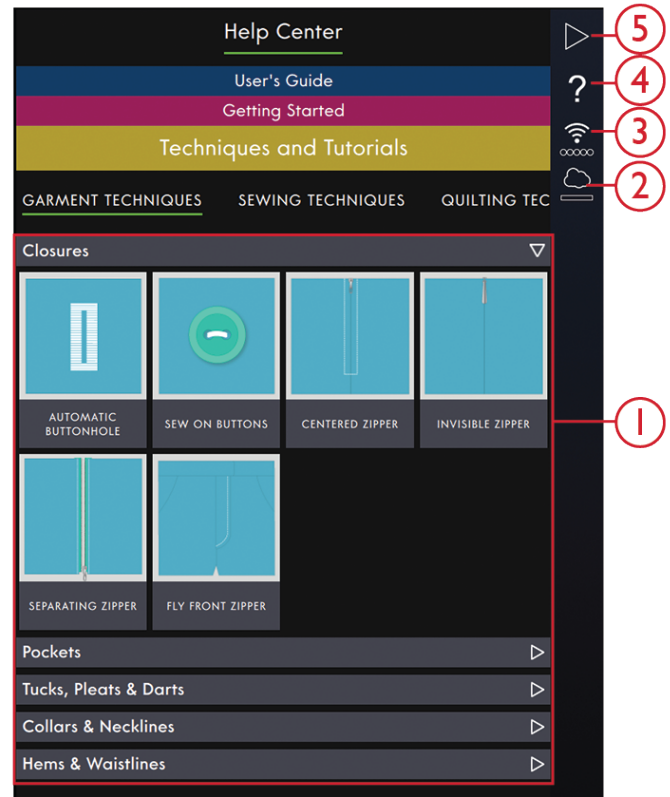 Help Center
User's Guide
Getting Started
Techniques and Tutorials
GARMENT TECHNIQUES SEWING TECHNIQUES QUILTING TEC
Closures
AUTOMATIC
BUTTONHOLE
SEW ON BUTTONS
CENTERED ZIPPER
INVISIBLE ZIPPER
SEPARATING ZIPPER
FLY FRONT ZIPPER
Pockets
Tucks, Pleats & Darts
Collars & Necklines
Hems & Waistlines
5
?
4
3
2
1